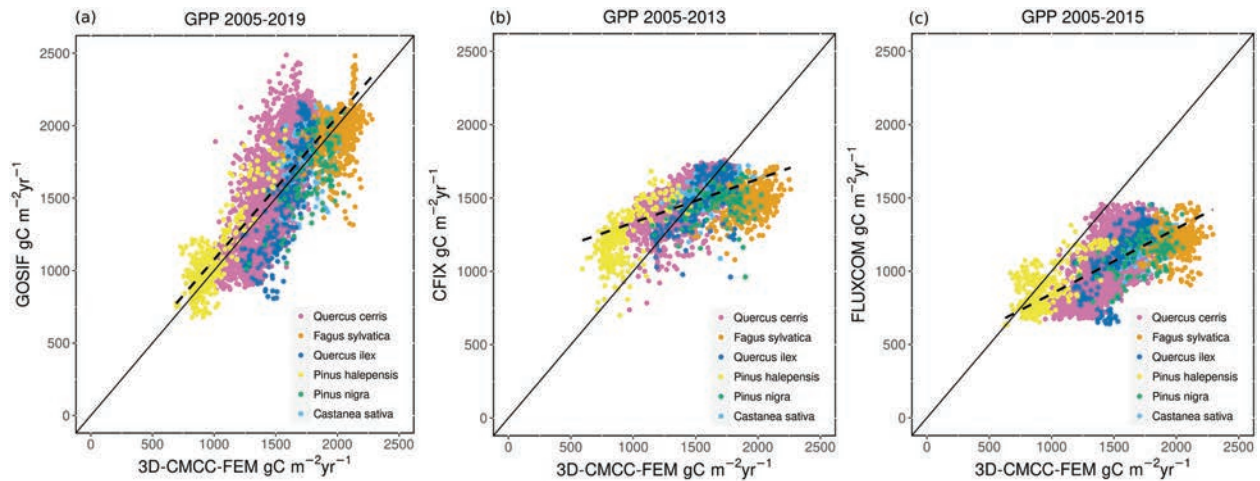 (a) GPP 2005-2019
2500
2000
1500
1000
500
0
GOSIF gC m−2yr−1
Quercus cerris
Fagus sylvatica
Quercus ilex
Pinus halepensis
Pinus nigra
Castanea sativa
0 500 1000 1500 2000 2500
3D-CMCC-FEM gC m−2yr−1
(b) GPP 2005-2013
2500
2000
1500
1000
500
0
CFIX gC m−2yr−1
Quercus cerris
Fagus sylvatica
Quercus ilex
Pinus halepensis
Pinus nigra
Castanea sativa
0 500 1000 1500 2000 2500
3D-CMCC-FEM gC m−2yr−1
(c) GPP 2005-2015
2500
2000
1500
1000
500
0
FLUXCOM gC m−2yr−1
Quercus cerris
Fagus sylvatica
Quercus ilex
Pinus halepensis
Pinus nigra
Castanea sativa
0 500 1000 1500 2000 2500
3D-CMCC-FEM gC m−2yr−1